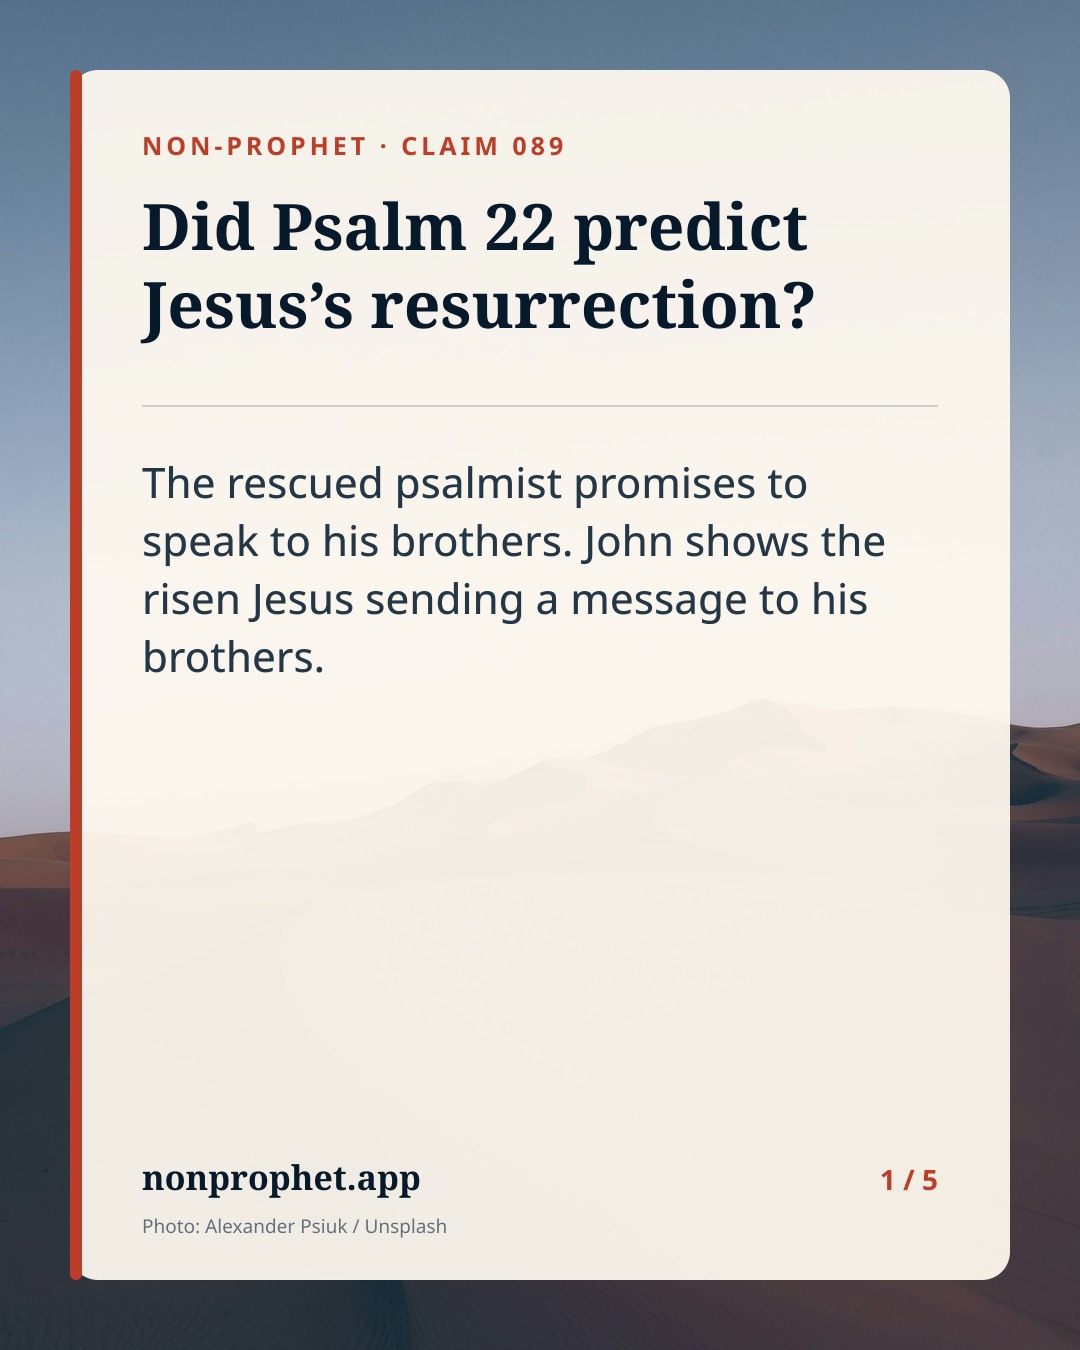 NON-PROPHET · CLAIM 089
Did Psalm 22 predict
Jesus’s resurrection?
The rescued psalmist promises to
speak to his brothers. John shows the
risen Jesus sending a message to his
brothers.
nonprophet.app
1 / 5
Photo: Alexander Psiuk / Unsplash